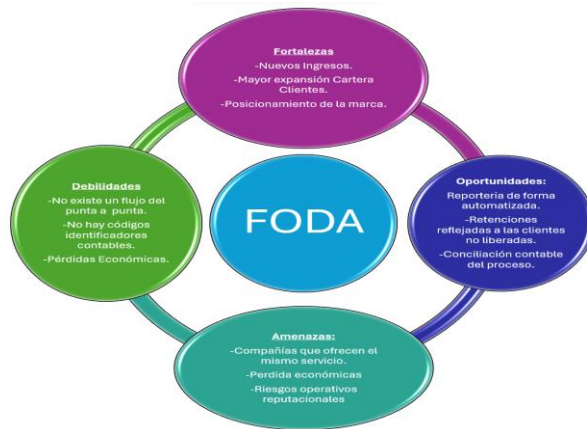 Fortalezas
-Nuevos Ingresos.
-Mayor expansión Cartera
Clientes.
-Posicionamiento de la marca.
Debilidades
-No existe un flujo del
punta a punta.
-No hay códigos
identificadores
contables.
-Pérdidas Económicas.
FODA
Oportunidades:
Reportería de forma
automatizada.
-Retenciones
reflejadas a las clientes
no liberadas.
-Conciliación contable
del proceso.
Amenazas:
-Compañías que ofrecen el
mismo servicio.
-Perdida económicas
-Riesgos operativos
reputacionales